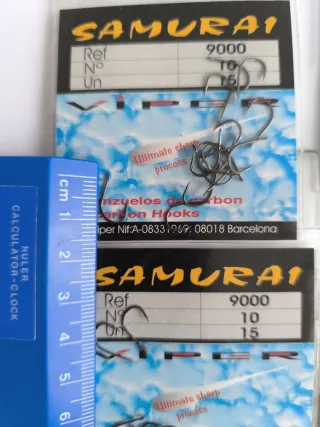 SAMURAI
Ref 9000
Nº 10
Un 15
VIPER
Ultimate sharp
process
nzuelos de carbon
arbon Hooks
iper Nif:A-0833 969: 08018 Barcelona
RULER
CALCULATOR-CLOCK
cm 1 2 3 4 5 6
SAMURAI
Ref 9000
Nº 10
Un 15
VIPER
Ultimate sharp
process